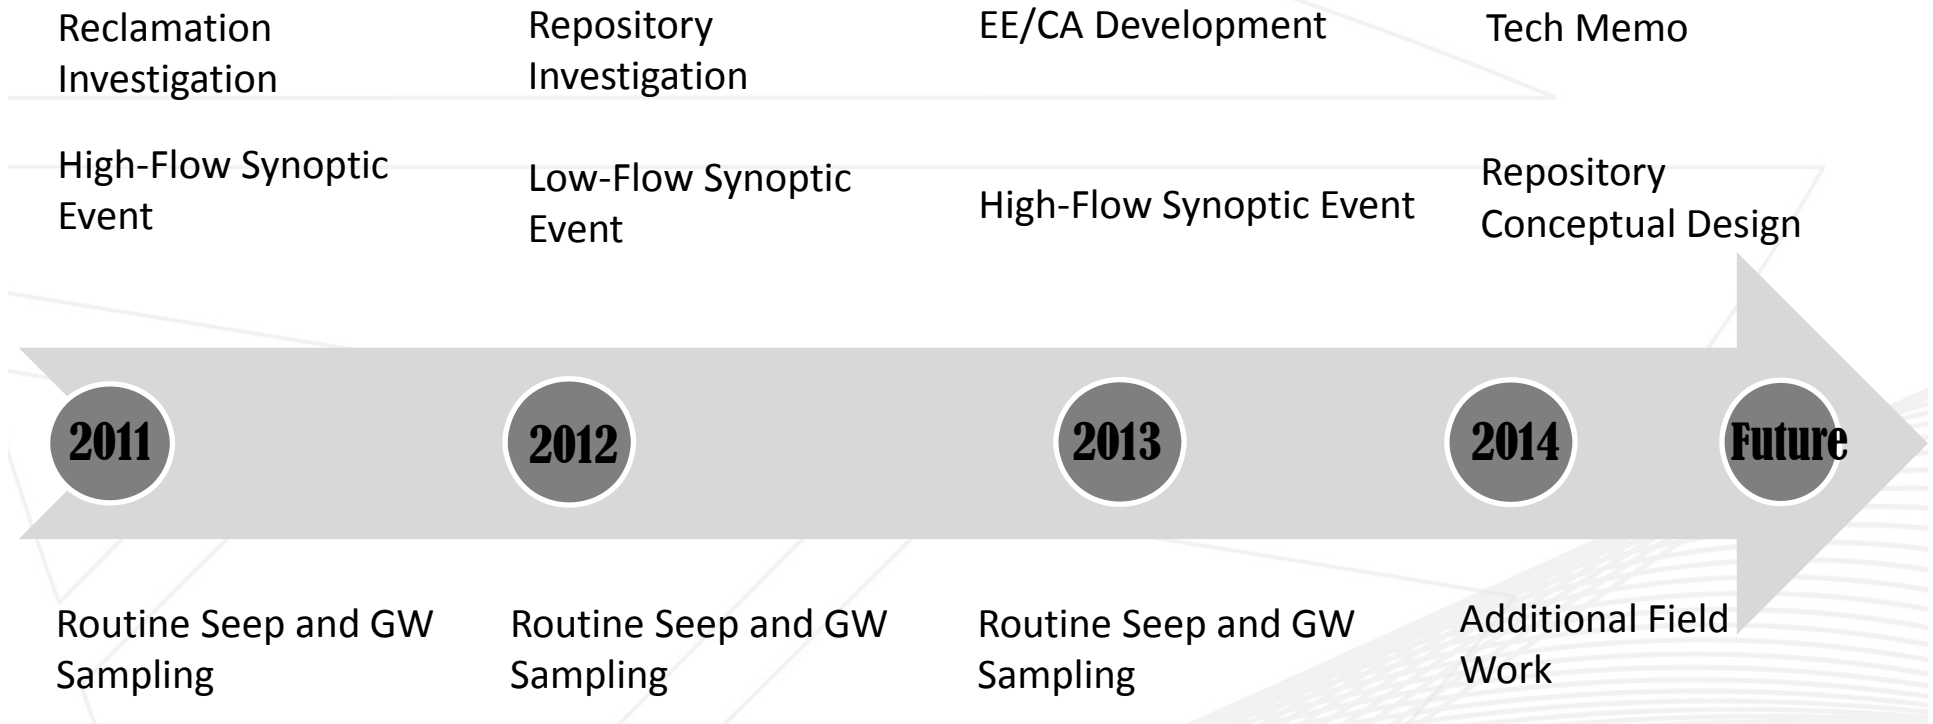 Reclamation
Investigation
Repository
Investigation
EE/CA Development
Tech Memo
High-Flow Synoptic
Event
Low-Flow Synoptic
Event
High-Flow Synoptic Event
Repository
Conceptual Design
2011
2012
2013
2014
Future
Routine Seep and GW
Sampling
Routine Seep and GW
Sampling
Routine Seep and GW
Sampling
Additional Field
Work